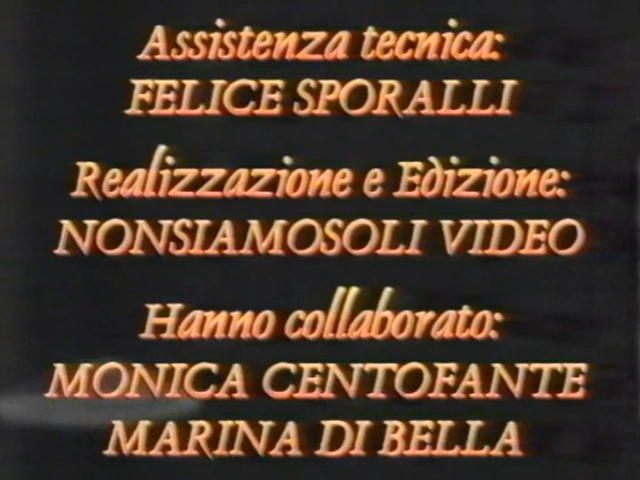 Assistenza tecnica:
FELICE SPORALLI
Realizzazione e Edizione:
NONSIAMOSOLI VIDEO
Hanno collaborato:
MONICA CENTOFANTE
MARINA DI BELLA